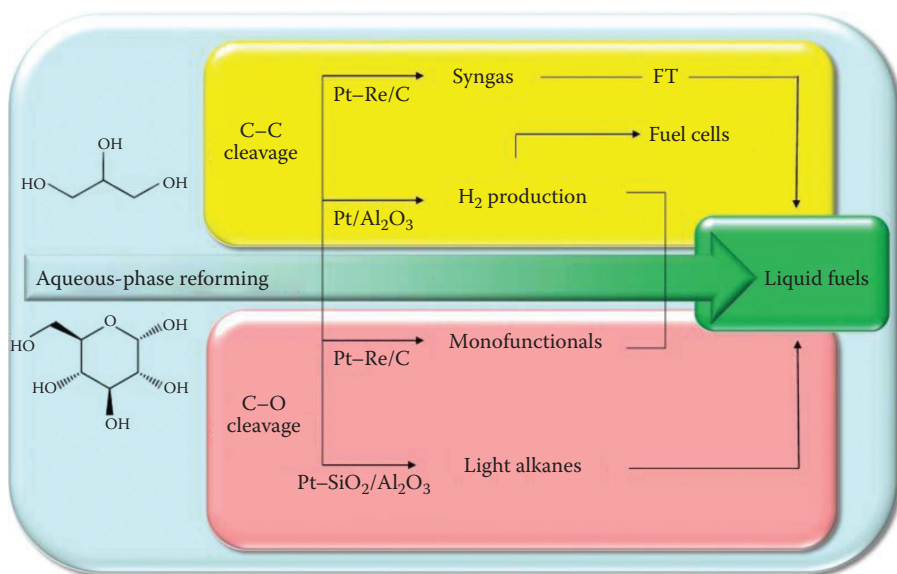 Syngas
FT
Pt–Re/C
C–C
cleavage
Fuel cells
OH
HO
OH
H₂ production
Pt/Al₂O₃
Aqueous-phase reforming
Liquid fuels
O
OH
HO
Monofunctionals
Pt–Re/C
HO
OH
OH
OH
C–O
cleavage
Light alkanes
Pt–SiO₂/Al₂O₃